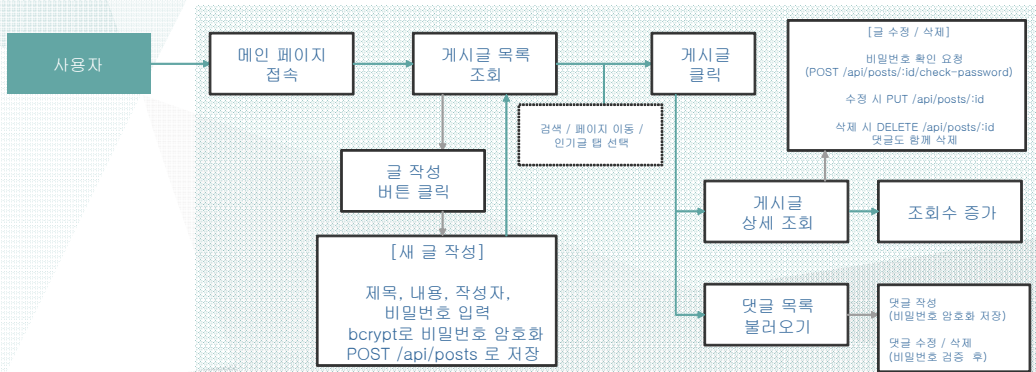 사용자
메인 페이지
접속
게시글 목록
조회
게시글
클릭
검색 / 페이지 이동 /
인기글 탭 선택
[글 수정 / 삭제]
비밀번호 확인 요청
(POST /api/posts/:id/check-password)
수정 시 PUT /api/posts/:id
삭제 시 DELETE /api/posts/:id
댓글도 함께 삭제
글 작성
버튼 클릭
게시글
상세 조회
조회수 증가
[새 글 작성]
제목, 내용, 작성자,
비밀번호 입력
bcrypt로 비밀번호 암호화
POST /api/posts 로 저장
댓글 목록
불러오기
댓글 작성
(비밀번호 암호화 저장)
댓글 수정 / 삭제
(비밀번호 검증 후)